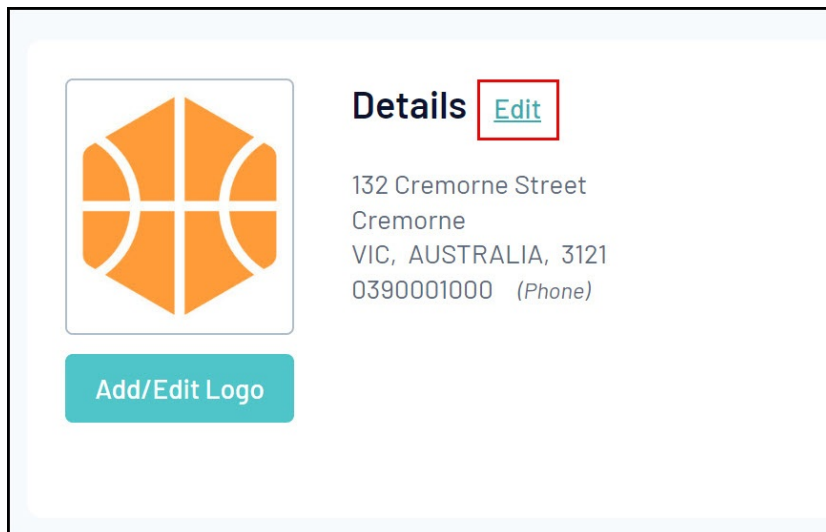 Details Edit
132 Cremorne Street
Cremorne
VIC, AUSTRALIA, 3121
0390001000 (Phone)
Add/Edit Logo